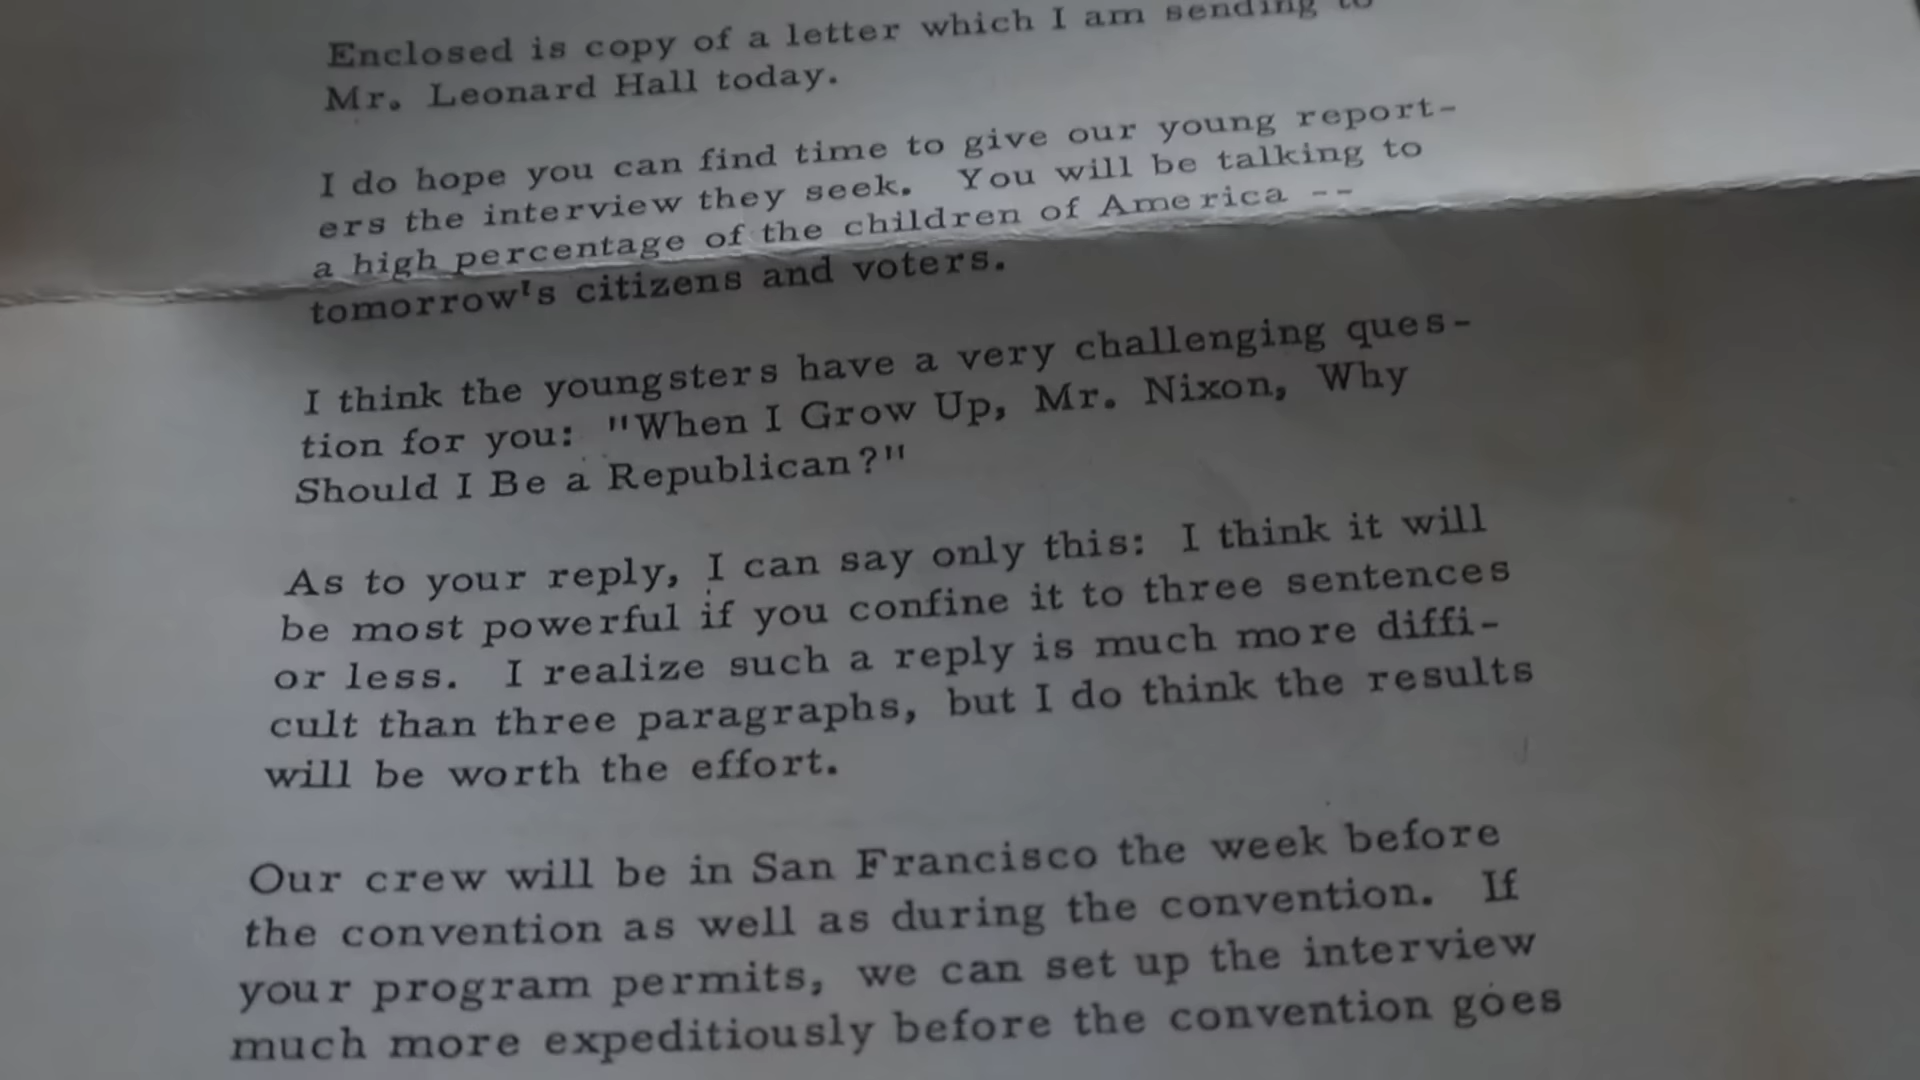 Enclosed is copy of a letter which I am sending to
Mr. Leonard Hall today.
I do hope you can find time to give our young report-
ers the interview they seek. You will be talking to
a high percentage of the children of America --
tomorrow's citizens and voters.
I think the youngsters have a very challenging ques-
tion for you: "When I Grow Up, Mr. Nixon, Why
Should I Be a Republican?"
As to your reply, I can say only this: I think it will
be most powerful if you confine it to three sentences
or less. I realize such a reply is much more diffi-
cult than three paragraphs, but I do think the results
will be worth the effort.
Our crew will be in San Francisco the week before
the convention as well as during the convention. If
your program permits, we can set up the interview
much more expeditiously before the convention goes